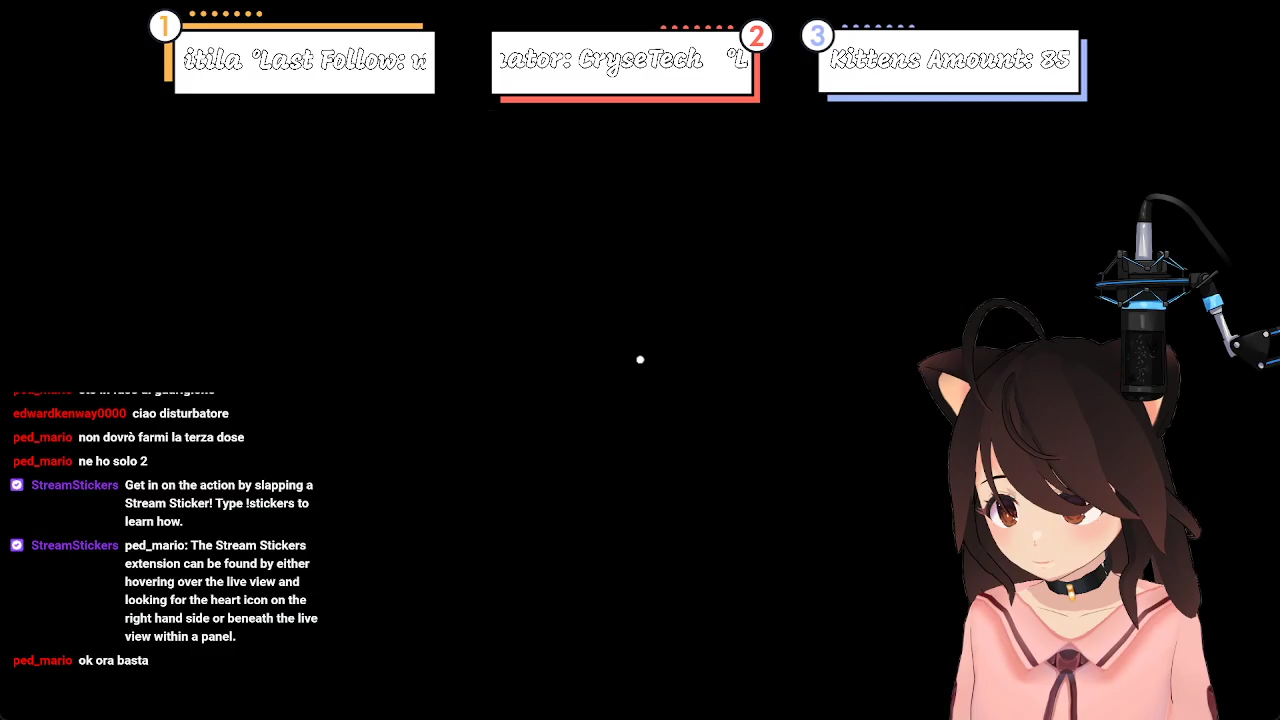 1
itila °Last Follow: w
2
ator: CryseTech °L
3
Kittens Amount: 85
edwardkenway0000 ciao disturbatore
ped_mario non dovrò farmi la terza dose
ped_mario ne ho solo 2
StreamStickers Get in on the action by slapping a
Stream Sticker! Type !stickers to
learn how.
StreamStickers ped_mario: The Stream Stickers
extension can be found by either
hovering over the live view and
looking for the heart icon on the
right hand side or beneath the live
view within a panel.
ped_mario ok ora basta